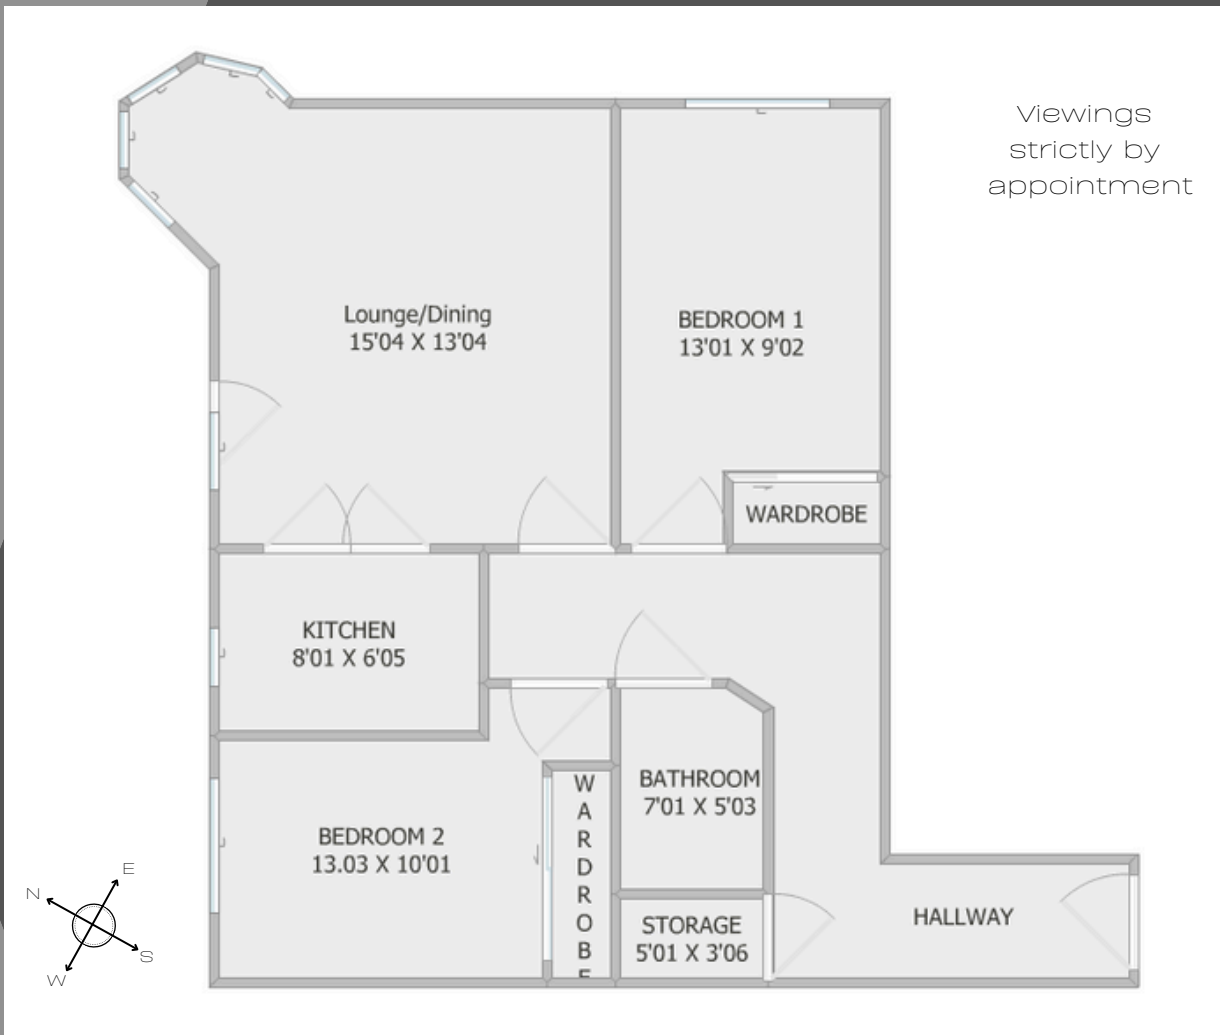 Viewings
strictly by
appointment
Lounge/Dining
15'04 X 13'04
BEDROOM 1
13'01 X 9'02
WARDROBE
KITCHEN
8'01 X 6'05
BATHROOM
7'01 X 5'03
BEDROOM 2
13.03 X 10'01
W
A
R
D
R
O
B
E
STORAGE
5'01 X 3'06
HALLWAY
E
N
S
W